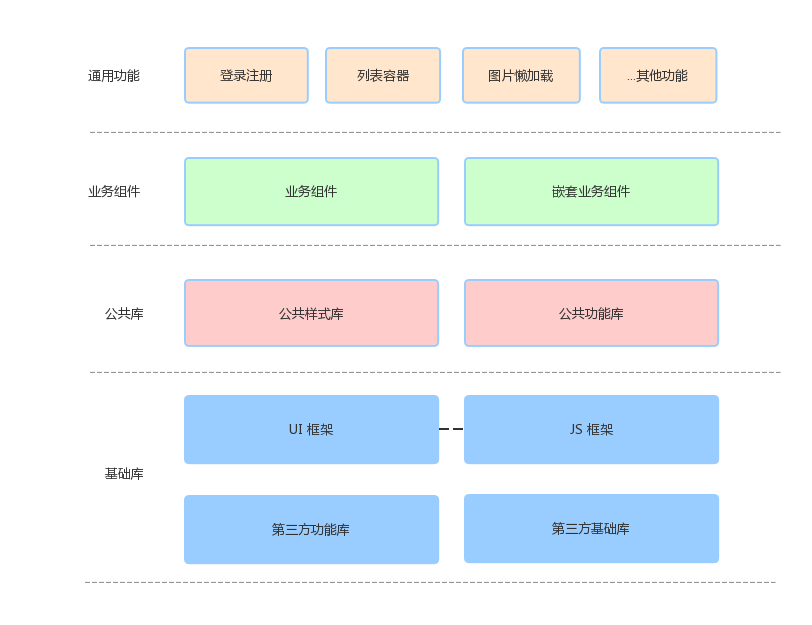 通用功能
登录注册
列表容器
图片懒加载
...其他功能
业务组件
业务组件
嵌套业务组件
公共库
公共样式库
公共功能库
UI 框架
JS 框架
基础库
第三方功能库
第三方基础库